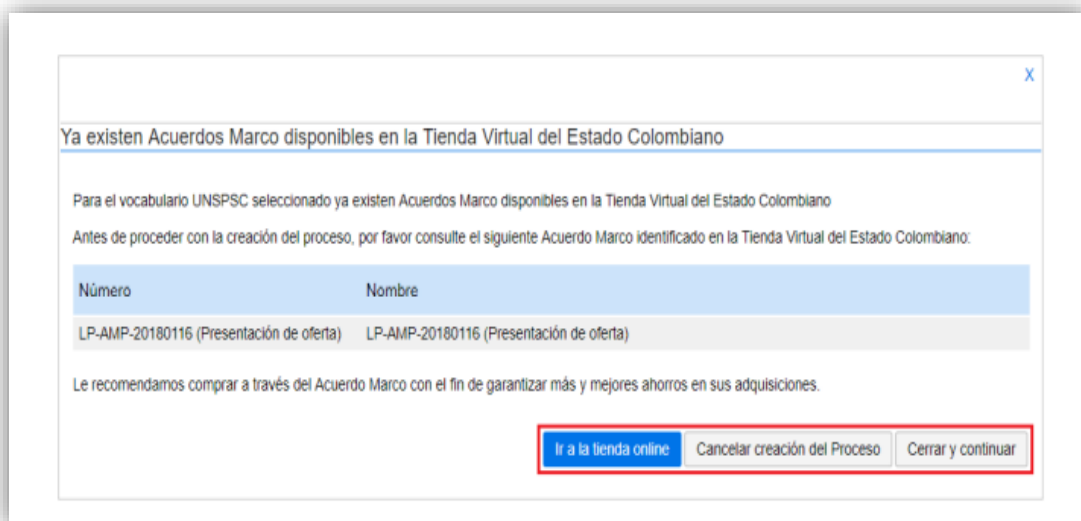 X
Ya existen Acuerdos Marco disponibles en la Tienda Virtual del Estado Colombiano
Para el vocabulario UNSPSC seleccionado ya existen Acuerdos Marco disponibles en la Tienda Virtual del Estado Colombiano
Antes de proceder con la creación del proceso, por favor consulte el siguiente Acuerdo Marco identificado en la Tienda Virtual del Estado Colombiano:
Número Nombre
LP-AMP-20180116 (Presentación de oferta) LP-AMP-20180116 (Presentación de oferta)
Le recomendamos comprar a través del Acuerdo Marco con el fin de garantizar más y mejores ahorros en sus adquisiciones.
Ir a la tienda online Cancelar creación del Proceso Cerrar y continuar